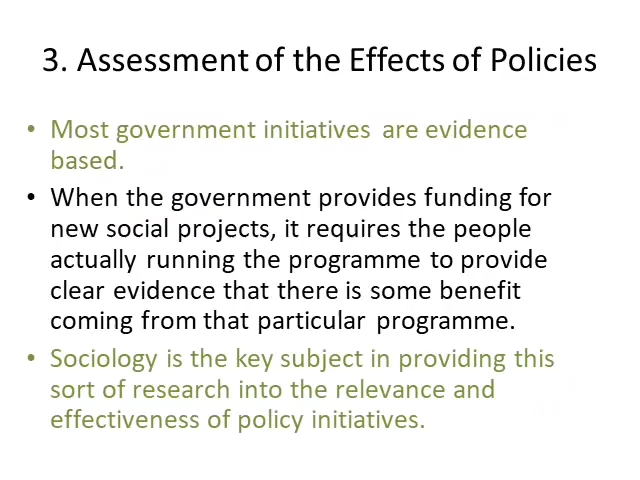 3. Assessment of the Effects of Policies
• Most government initiatives are evidence
based.
• When the government provides funding for
new social projects, it requires the people
actually running the programme to provide
clear evidence that there is some benefit
coming from that particular programme.
• Sociology is the key subject in providing this
sort of research into the relevance and
effectiveness of policy initiatives.